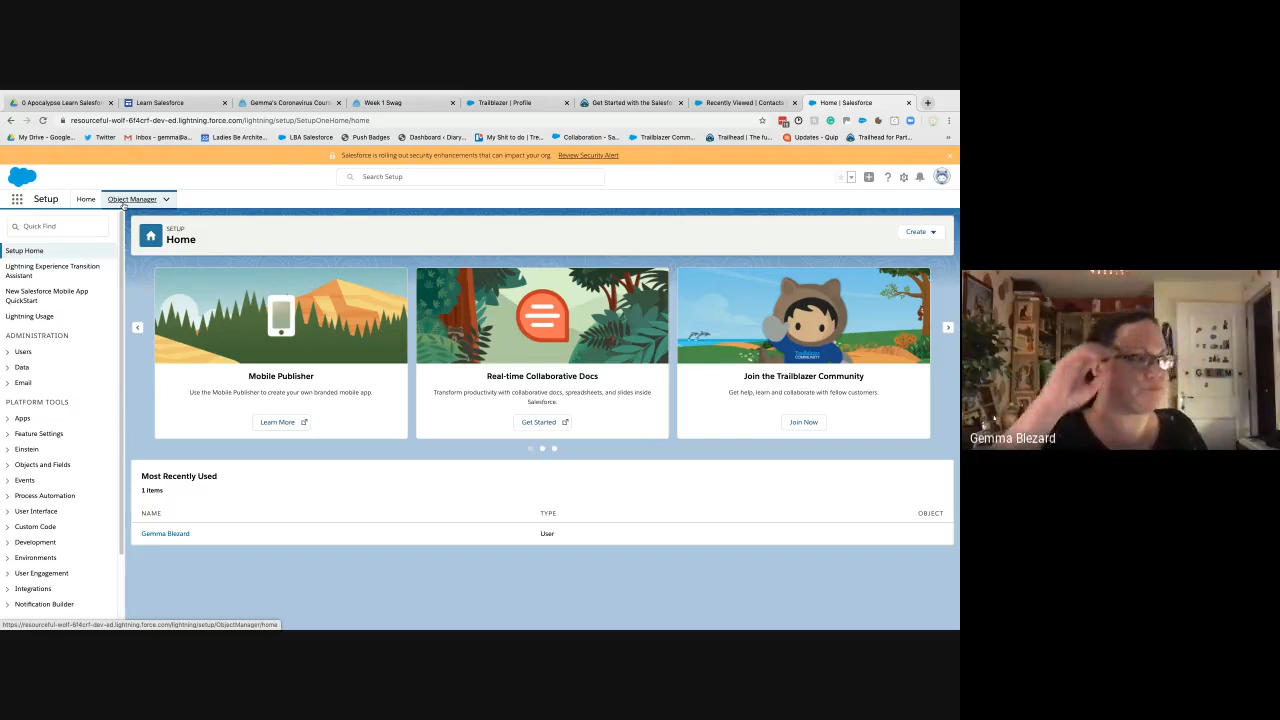 0 Apocalypse Learn Salesfor
Learn Salesforce
Gemma's Coronavirus Cours
Week 1 Swag
Trailblazer | Profile
Get Started with the Salesfo
Recently Viewed | Contacts
Home | Salesforce
resourceful-wolf-6f4crf-dev-ed.lightning.force.com/lightning/setup/SetupOneHome/home
My Drive - Google...
Twitter
Inbox - gemma@a...
Ladies Be Architec...
LBA Salesforce
Push Badges
Dashboard ‹ Diary...
My Shit to do | Tre...
Collaboration - Sa...
Trailblazer Comm...
Trailhead | The fu...
Updates - Quip
Trailhead for Part...
Salesforce is rolling out security enhancements that can impact your org. Review Security Alert
Search Setup
Setup
Home
Object Manager
Quick Find
Setup Home
Lightning Experience Transition
Assistant
New Salesforce Mobile App
QuickStart
Lightning Usage
ADMINISTRATION
Users
Data
Email
PLATFORM TOOLS
Apps
Feature Settings
Einstein
Objects and Fields
Events
Process Automation
User Interface
Custom Code
Development
Environments
User Engagement
Integrations
Notification Builder
SETUP
Home
Create
Mobile Publisher
Use the Mobile Publisher to create your own branded mobile app.
Learn More
Real-time Collaborative Docs
Transform productivity with collaborative docs, spreadsheets, and slides inside
Salesforce.
Get Started
Join the Trailblazer Community
Get help, learn and collaborate with fellow customers.
Join Now
Most Recently Used
1 items
NAME
TYPE
OBJECT
Gemma Blezard
User
https://resourceful-wolf-6f4crf-dev-ed.lightning.force.com/lightning/setup/ObjectManager/home
Gemma Blezard